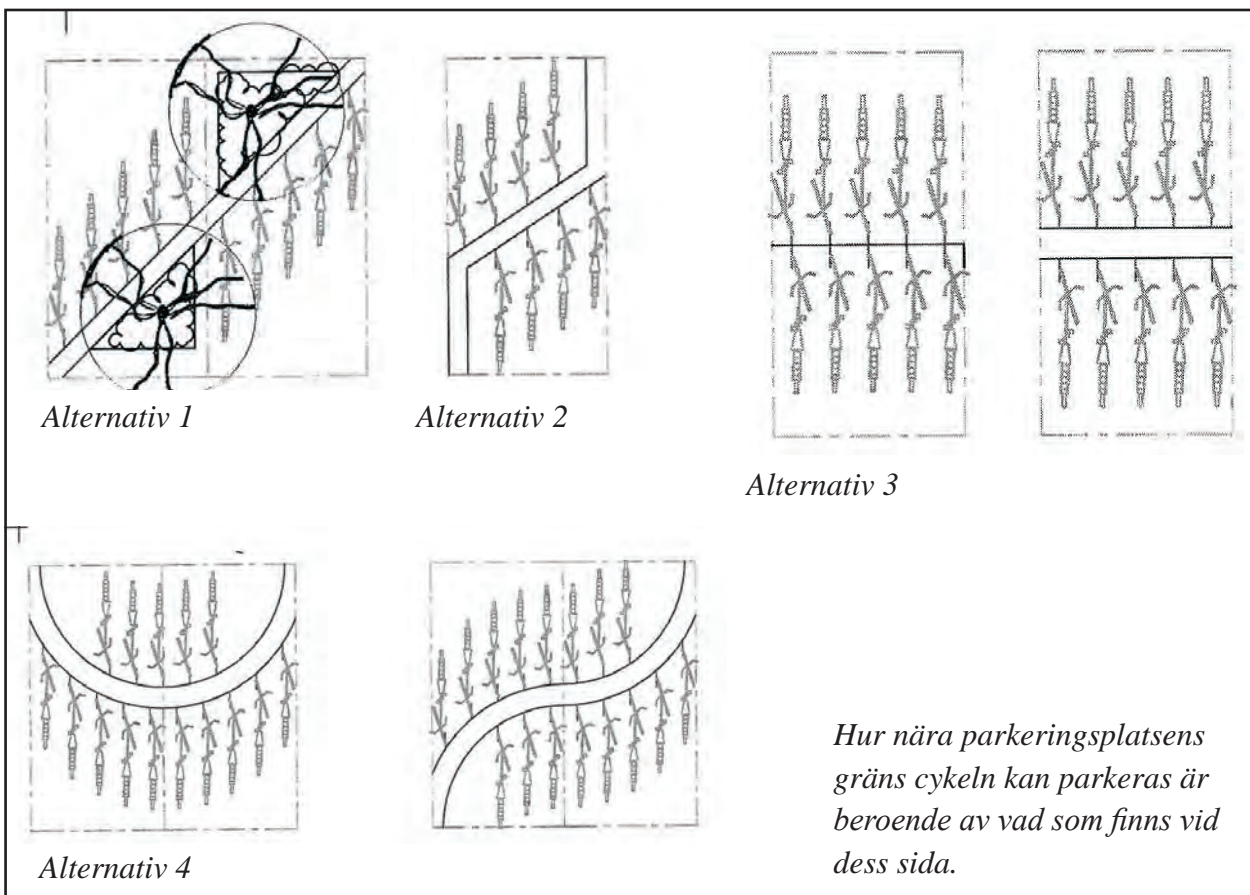 Alternativ 1
Alternativ 2
Alternativ 3
Alternativ 4
Hur nära parkeringsplatsens
gräns cykeln kan parkeras är
beroende av vad som finns vid
dess sida.